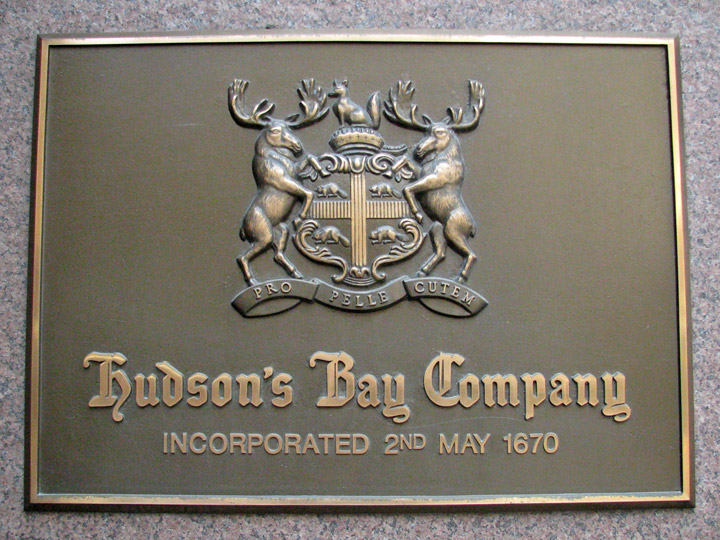 PRO PELLE CUTEM
Hudson's Bay Company
INCORPORATED 2ND MAY 1670